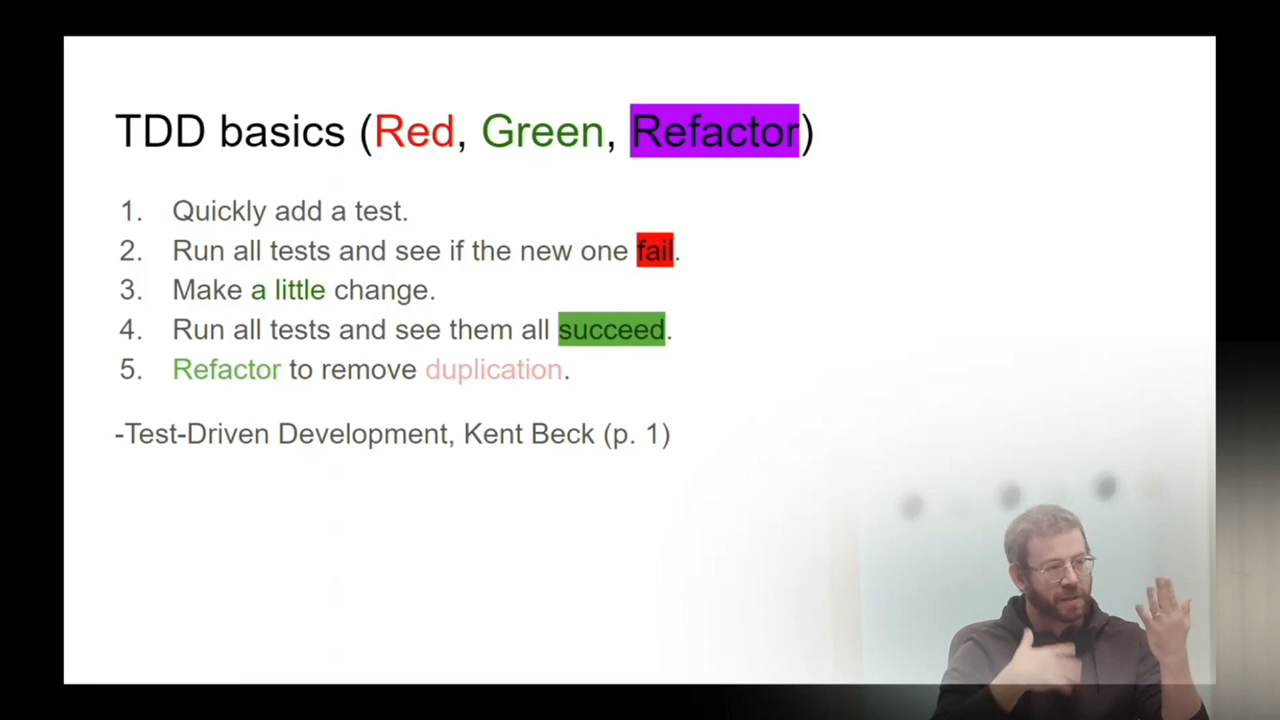 TDD basics (Red, Green, Refactor)
1. Quickly add a test.
2. Run all tests and see if the new one fail.
3. Make a little change.
4. Run all tests and see them all succeed.
5. Refactor to remove duplication.
-Test-Driven Development, Kent Beck (p. 1)